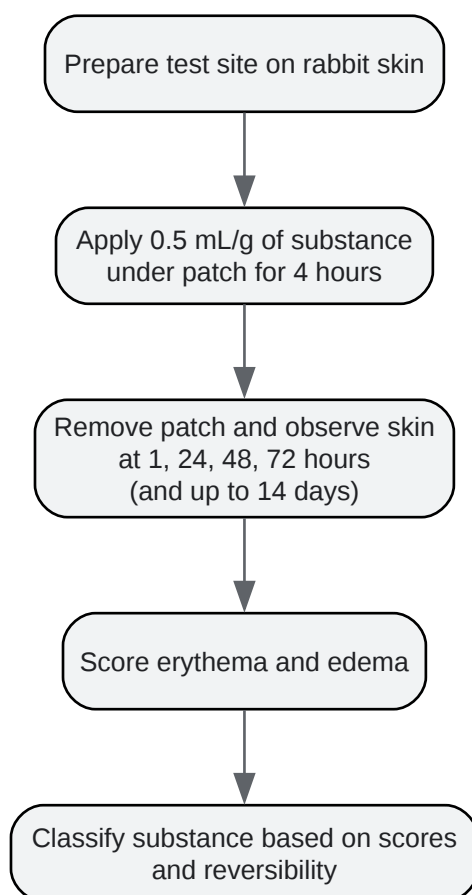 Prepare test site on rabbit skin
Apply 0.5 mL/g of substance
under patch for 4 hours
Remove patch and observe skin
at 1, 24, 48, 72 hours
(and up to 14 days)
Score erythema and edema
Classify substance based on scores
and reversibility